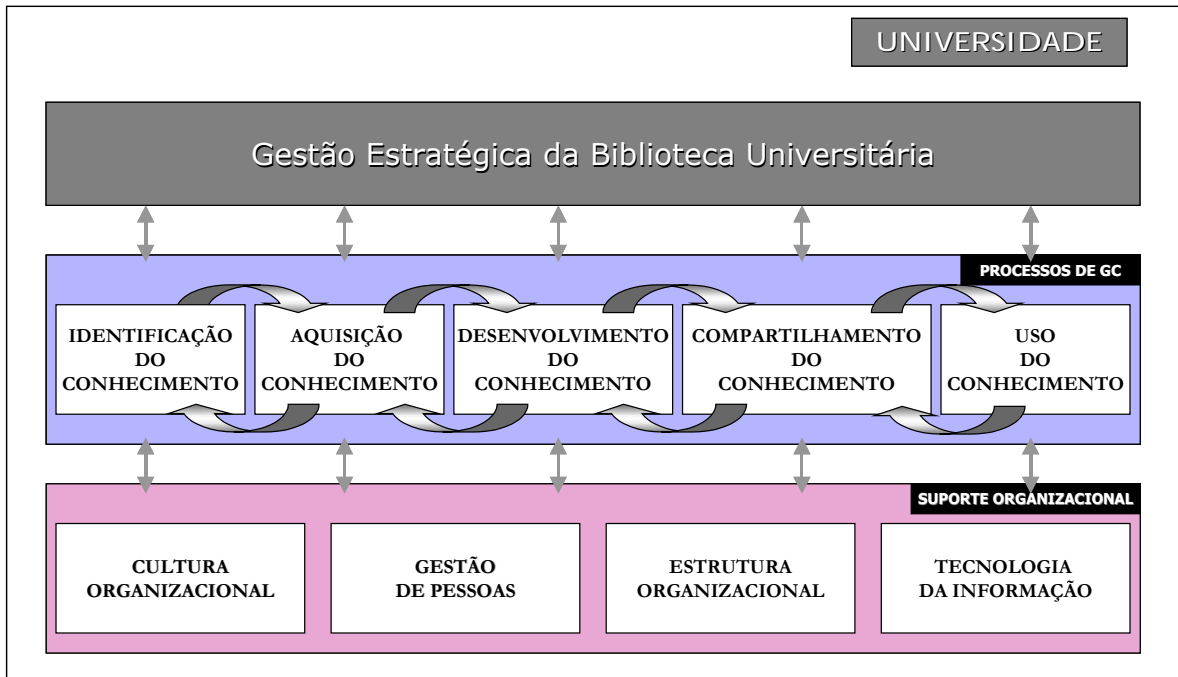 UNIVERSIDADE
Gestão Estratégica da Biblioteca Universitária
PROCESSOS DE GC
IDENTIFICAÇÃO
DO
CONHECIMENTO
AQUISIÇÃO
DO
CONHECIMENTO
DESENVOLVIMENTO
DO
CONHECIMENTO
COMPARTILHAMENTO
DO
CONHECIMENTO
USO
DO
CONHECIMENTO
SUPORTE ORGANIZACIONAL
CULTURA
ORGANIZACIONAL
GESTÃO
DE PESSOAS
ESTRUTURA
ORGANIZACIONAL
TECNOLOGIA
DA INFORMAÇÃO